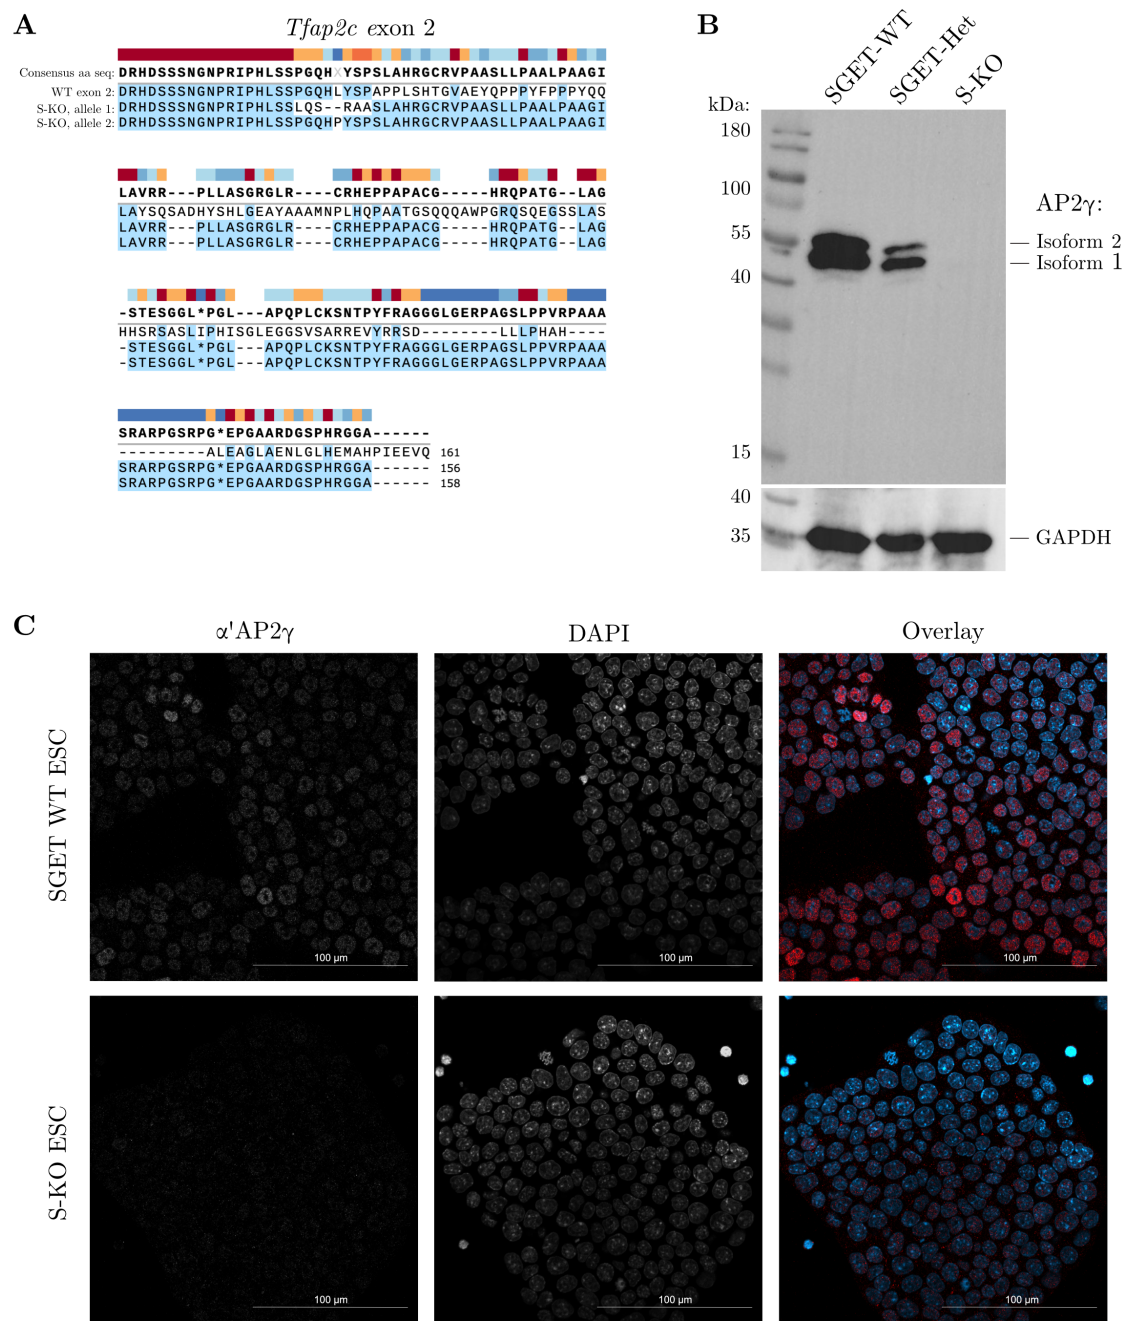 A
Tfap2c exon 2
Consensus aa seq: DRHDSSSNGNPRIPHLSSPGQHXYSPSLAHRGCRVPAASLLPAALPAAGI
WT exon 2: DRHDSSSNGNPRIPHLSSPGQHLYSPAPPLSHTGVAEYQPPPYFPPPYQQ
S-KO, allele 1: DRHDSSSNGNPRIPHLSSLQS--RAASLAHRGCRVPAASLLPAALPAAGI
S-KO, allele 2: DRHDSSSNGNPRIPHLSSPGQHPYSPSLAHRGCRVPAASLLPAALPAAGI
LAVRR---PLLASGRGLR----CRHEPPAPACG-----HRQPATG--LAG
LAYSQSADHYSHLGEAYAAAMNPLHQPAATGSQQQAWPGRQSQEGSSLAS
LAVRR---PLLASGRGLR----CRHEPPAPACG-----HRQPATG--LAG
LAVRR---PLLASGRGLR----CRHEPPAPACG-----HRQPATG--LAG
-STESGGL*PGL---APQPLCKSNTPYFRAGGGLGERPAGSLPPVRPAAA
HHSRSASLIPHISGLEGGSVSARREVYRRSD--------LLLPHAH----
-STESGGL*PGL---APQPLCKSNTPYFRAGGGLGERPAGSLPPVRPAAA
-STESGGL*PGL---APQPLCKSNTPYFRAGGGLGERPAGSLPPVRPAAA
SRARPGSRPG*EPGAARDGSPHRGGA------
---------ALEAGLAENLGLHEMAHPIEEVQ 161
SRARPGSRPG*EPGAARDGSPHRGGA------ 156
SRARPGSRPG*EPGAARDGSPHRGGA------ 158
B
SGET-WT
SGET-Het
S-KO
kDa:
180
100
55
40
15
AP2γ:
Isoform 2
Isoform 1
40
35
GAPDH
C
α'AP2γ
DAPI
Overlay
SGET WT ESC
100 µm
100 µm
100 µm
S-KO ESC
100 µm
100 µm
100 µm